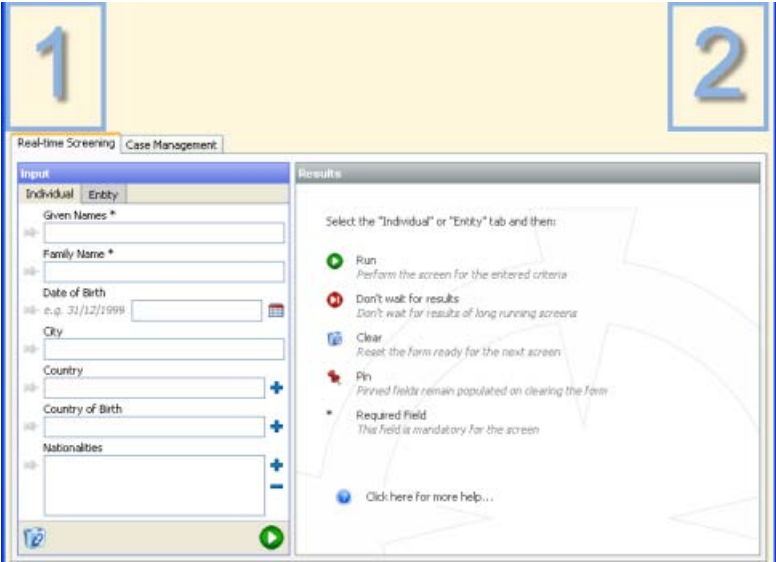 1
2
Real-time Screening
Case Management
Input
Individual
Entity
Given Names *
Family Name *
Date of Birth
e.g. 31/12/1999
City
Country
Country of Birth
Nationalities
Results
Select the "Individual" or "Entity" tab and then:
Run
Perform the screen for the entered criteria
Don't wait for results
Don't wait for results of long running screens
Clear
Reset the form ready for the next screen
Pin
Pinned fields remain populated on clearing the form
* Required Field
This field is mandatory for the screen
Click here for more help...